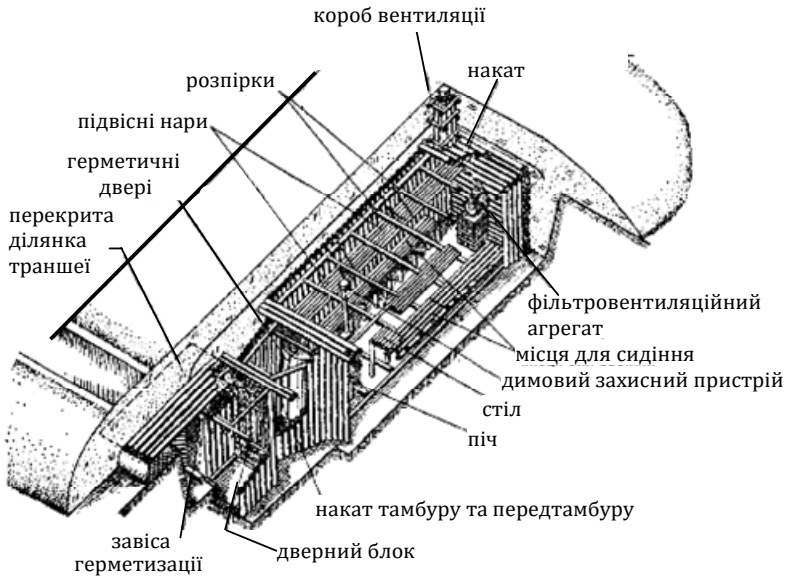 короб вентиляції
накат
розпірки
підвісні нари
герметичні
двері
перекрита
ділянка
траншеї
фільтровентиляційний
агрегат
місця для сидіння
димовий захисний пристрій
стіл
піч
накат тамбуру та передтамбуру
завіса
герметизації
дверний блок